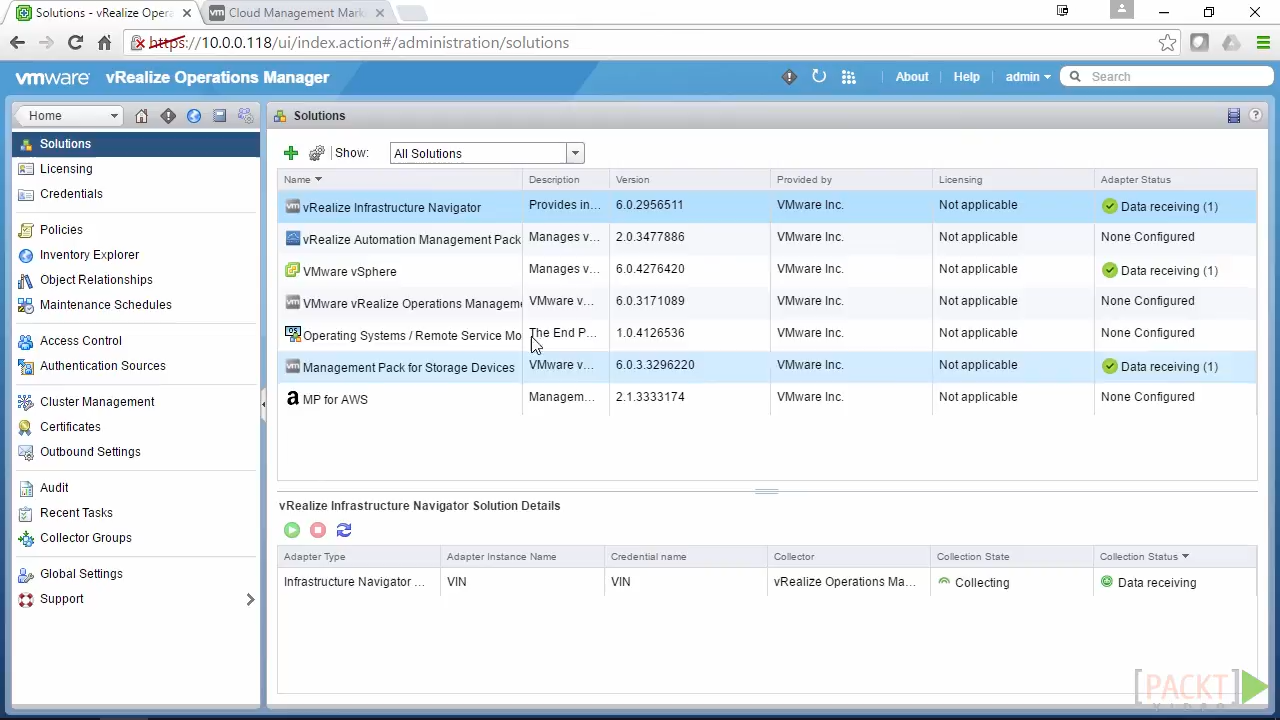 Solutions - vRealize Opera
Cloud Management Mark
https://10.0.0.118/ui/index.action#/administration/solutions
vmware vRealize Operations Manager
About Help admin Search
Home
Solutions
Licensing
Credentials
Policies
Inventory Explorer
Object Relationships
Maintenance Schedules
Access Control
Authentication Sources
Cluster Management
Certificates
Outbound Settings
Audit
Recent Tasks
Collector Groups
Global Settings
Support
Solutions
Show: All Solutions
Name Description Version Provided by Licensing Adapter Status
vRealize Infrastructure Navigator Provides in... 6.0.2956511 VMware Inc. Not applicable Data receiving (1)
vRealize Automation Management Pack Manages v... 2.0.3477886 VMware Inc. Not applicable None Configured
VMware vSphere Manages v... 6.0.4276420 VMware Inc. Not applicable Data receiving (1)
VMware vRealize Operations Manageme VMware v... 6.0.3171089 VMware Inc. Not applicable None Configured
Operating Systems / Remote Service Mo The End P... 1.0.4126536 VMware Inc. Not applicable None Configured
Management Pack for Storage Devices VMware v... 6.0.3.3296220 VMware Inc. Not applicable Data receiving (1)
MP for AWS Managem... 2.1.3333174 VMware Inc. Not applicable None Configured
vRealize Infrastructure Navigator Solution Details
Adapter Type Adapter Instance Name Credential name Collector Collection State Collection Status
Infrastructure Navigator ... VIN VIN vRealize Operations Ma... Collecting Data receiving
[PACKT]
VIDEO